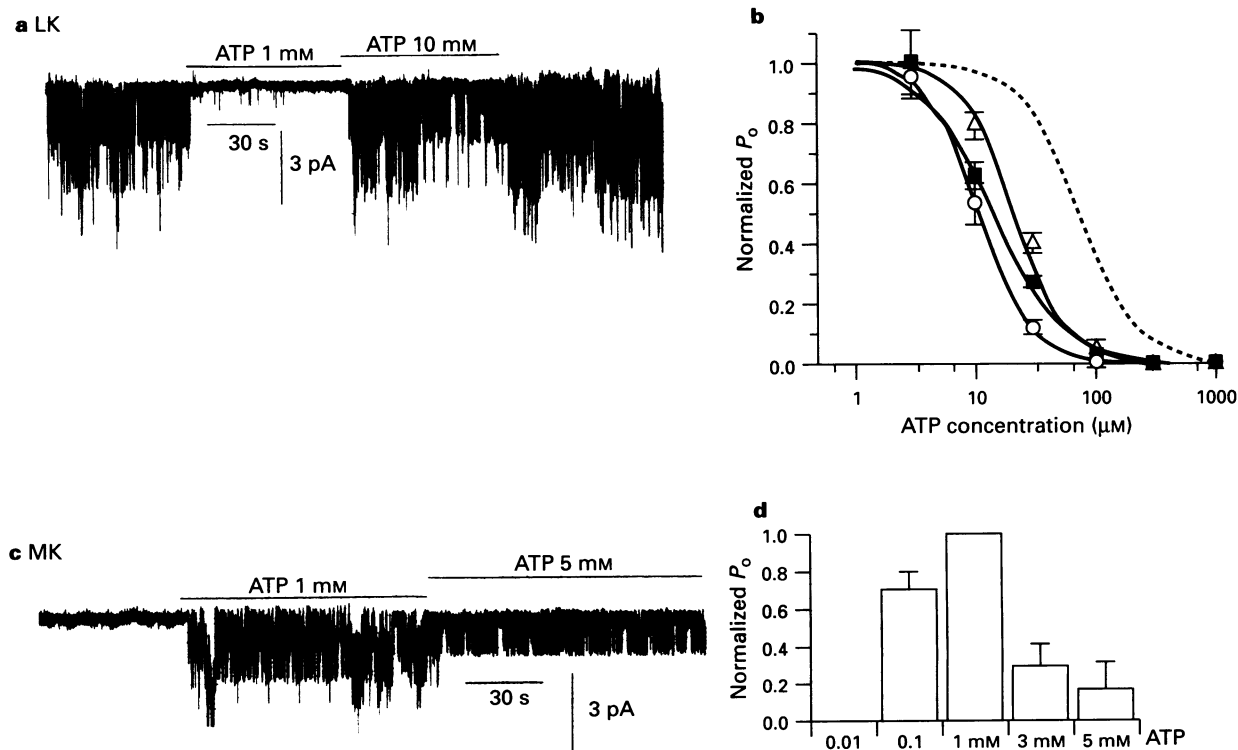 a LK
ATP 1 mM
ATP 10 mM
30 s
3 pA
b
Normalized Po
1.0
0.8
0.6
0.4
0.2
0.0
1
10
100
1000
ATP concentration (µM)
c MK
ATP 1 mM
ATP 5 mM
30 s
3 pA
d
Normalized Po
1.0
0.8
0.6
0.4
0.2
0.0
0.01
0.1
1 mM
3 mM
5 mM
ATP